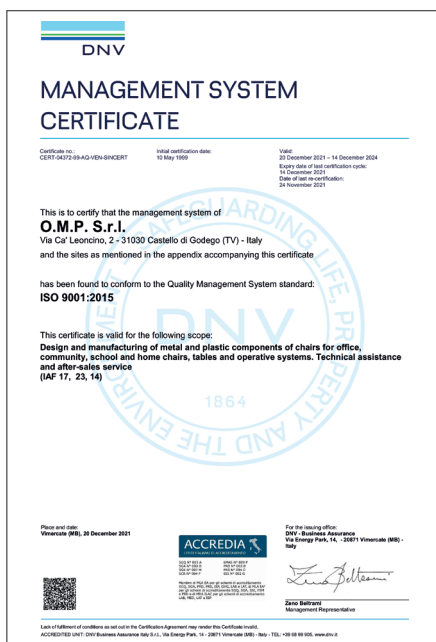 DNV
MANAGEMENT SYSTEM
CERTIFICATE
Certificate no.:
CERT-04372-99-AQ-VEN-SINCERT
Initial certification date:
10 May 1999
Valid:
20 December 2021 – 14 December 2024
Expiry date of last certification cycle:
14 December 2021
Date of last re-certification:
24 November 2021
This is to certify that the management system of
O.M.P. S.r.l.
Via Ca' Leoncino, 2 - 31030 Castello di Godego (TV) - Italy
and the sites as mentioned in the appendix accompanying this certificate
has been found to conform to the Quality Management System standard:
ISO 9001:2015
This certificate is valid for the following scope:
Design and manufacturing of metal and plastic components of chairs for office,
community, school and home chairs, tables and operative systems. Technical assistance
and after-sales service
(IAF 17, 23, 14)
SAFEGUARDING LIFE, PROPERTY AND THE ENVIRONMENT
DNV
1864
Place and date:
Vimercate (MB), 20 December 2021
ACCREDIA
For the issuing office:
DNV - Business Assurance
Via Energy Park, 14, - 20871 Vimercate (MB) -
Italy
Zeno Beltrami
Management Representative
Lack of fulfilment of conditions as set out in the Certification Agreement may render this Certificate invalid.
ACCREDITED UNIT: DNV Business Assurance Italy S.r.l., Via Energy Park, 14 - 20871 Vimercate (MB) - Italy - TEL: +39 68 99 905. www.dnv.it